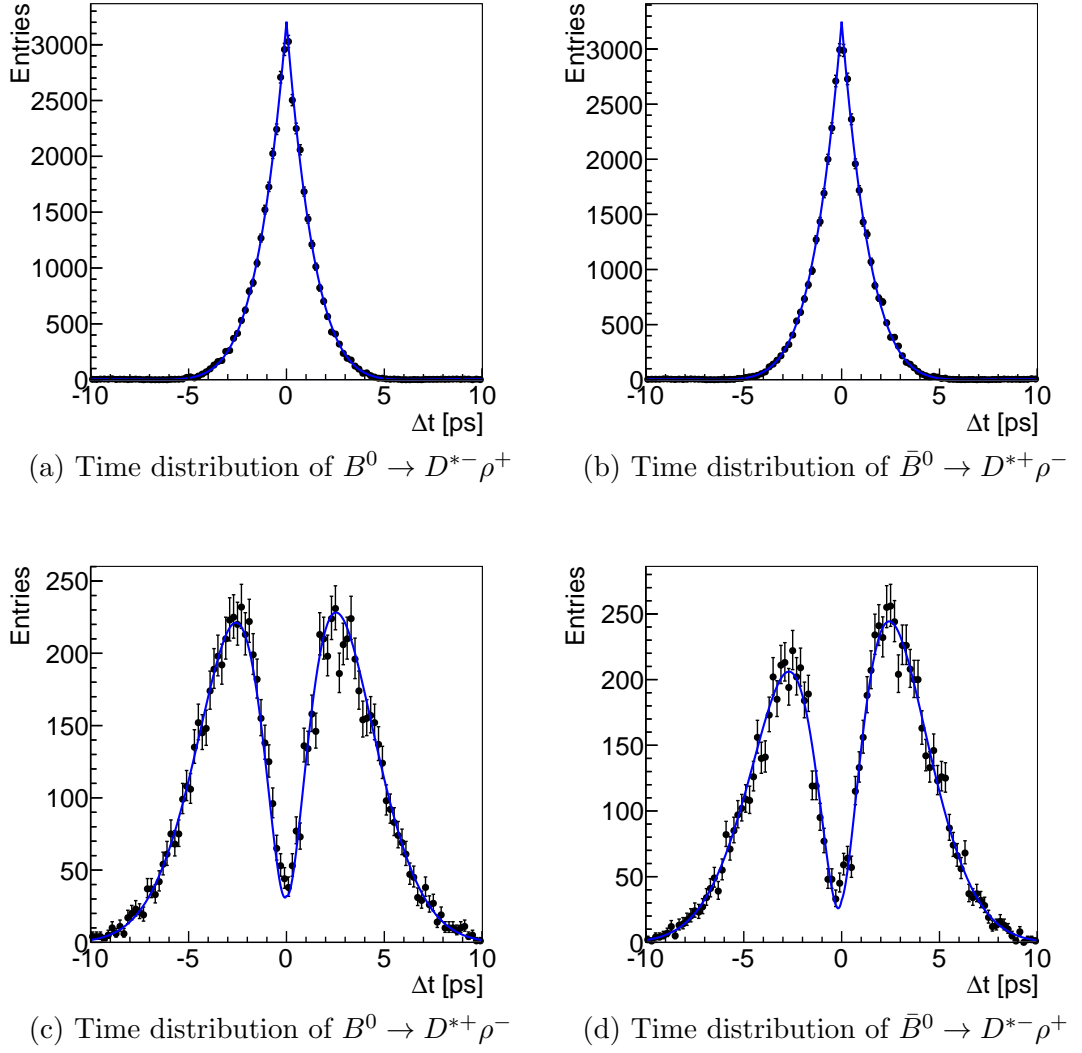 Entries
3000
2500
2000
1500
1000
500
0
-10 -5 0 5 10
Δt [ps]
(a) Time distribution of B⁰ → D*⁻ρ⁺
Entries
3000
2500
2000
1500
1000
500
0
-10 -5 0 5 10
Δt [ps]
(b) Time distribution of B̄⁰ → D*⁺ρ⁻
Entries
250
200
150
100
50
0
-10 -5 0 5 10
Δt [ps]
(c) Time distribution of B⁰ → D*⁺ρ⁻
Entries
250
200
150
100
50
0
-10 -5 0 5 10
Δt [ps]
(d) Time distribution of B̄⁰ → D*⁻ρ⁺